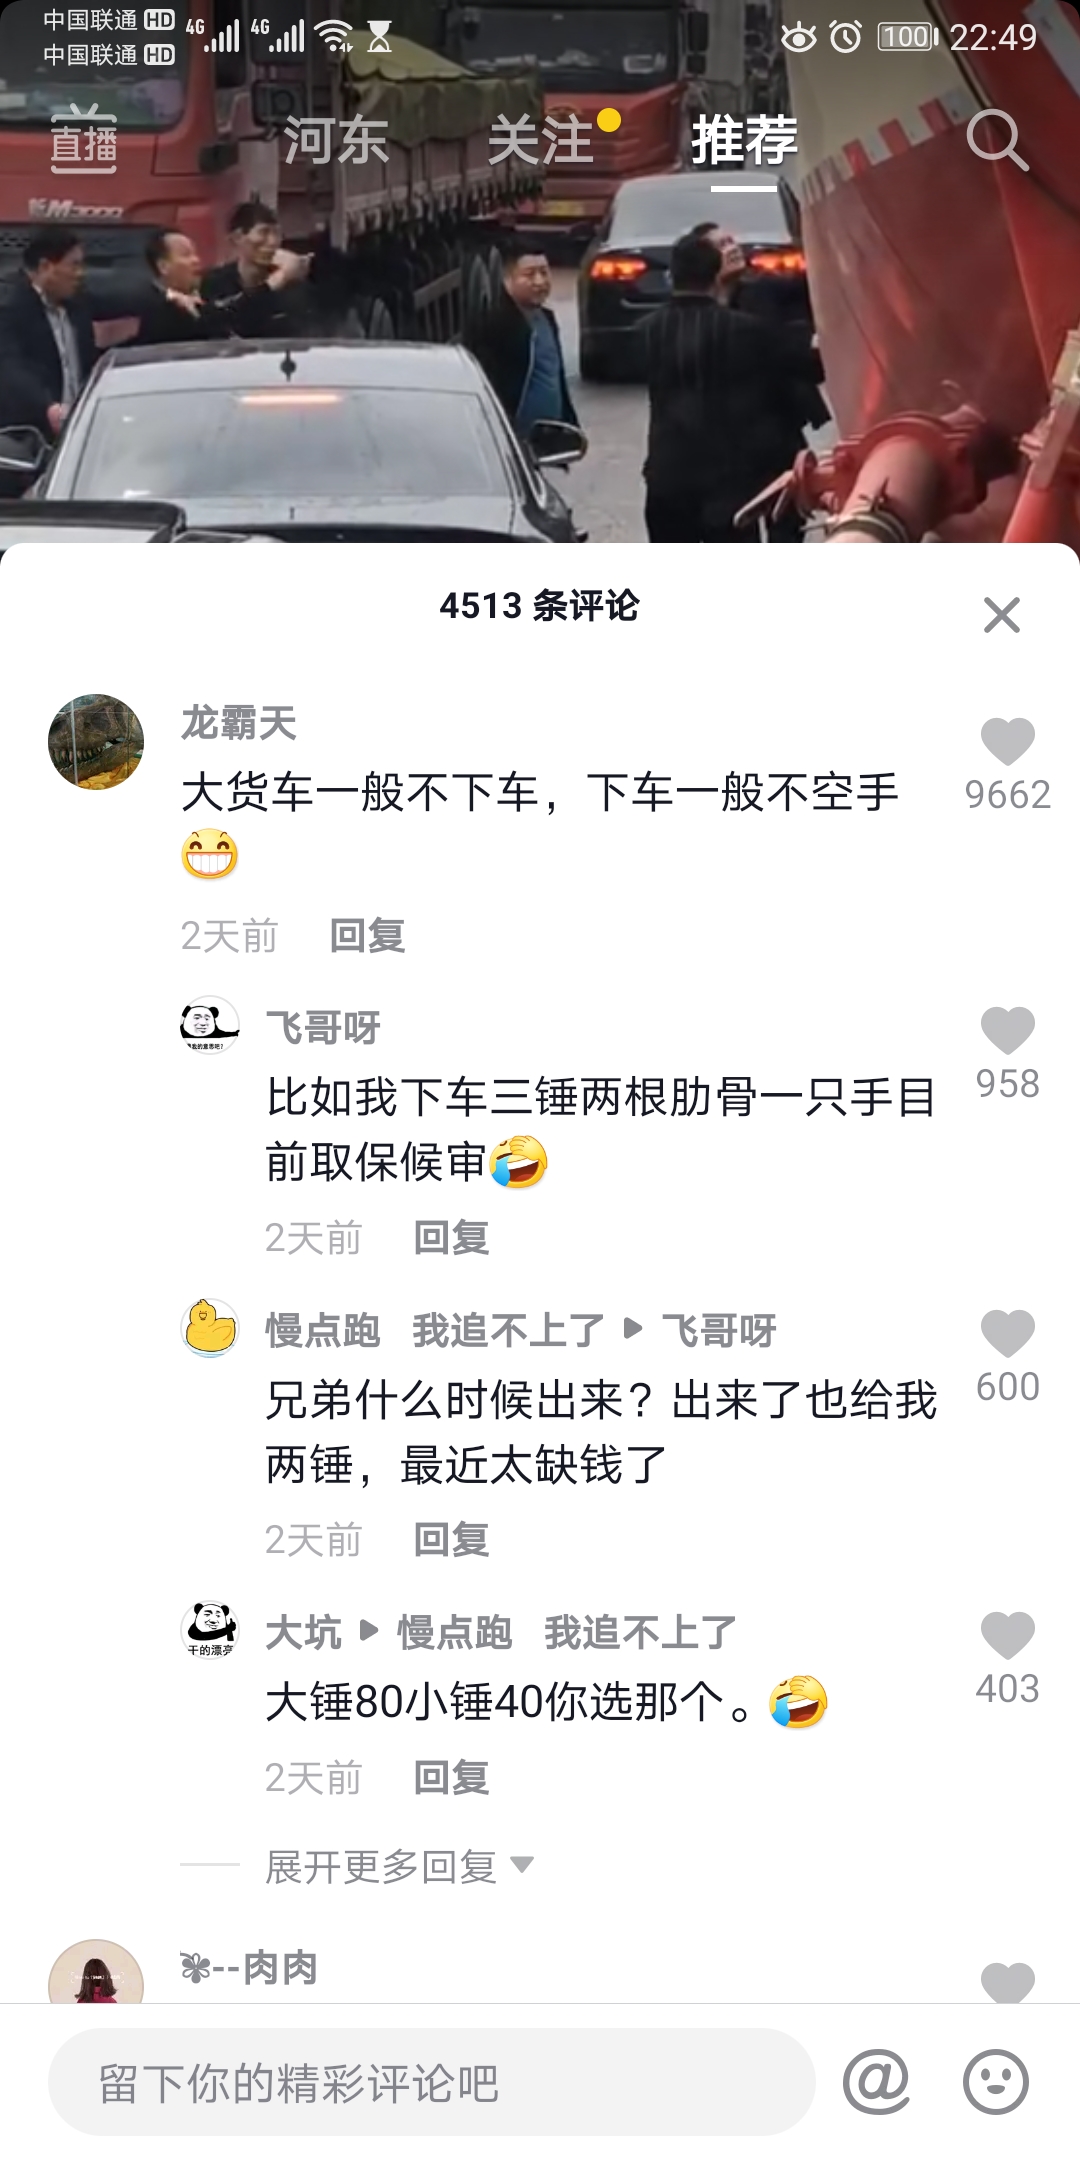 中国联通 HD 4G 4G 100 22:49
中国联通 HD
直播 河东 关注 推荐
M3000
4513 条评论
龙霸天
大货车一般不下车，下车一般不空手
😁
9662
2天前 回复
飞哥呀
比如我下车三锤两根肋骨一只手目
前取保候审🤣
958
2天前 回复
慢点跑 我追不上了 ▶ 飞哥呀
兄弟什么时候出来？出来了也给我
两锤，最近太缺钱了
600
2天前 回复
干的漂亮
大坑 ▶ 慢点跑 我追不上了
大锤80小锤40你选那个。🤣
403
2天前 回复
展开更多回复 ▼
✾--肉肉
留下你的精彩评论吧 @